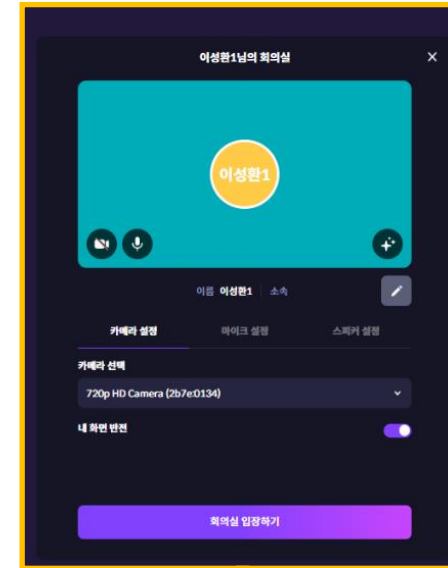 이성환1님의 회의실
이성환1
이름 이성환1 소속
카메라 설정 마이크 설정 스피커 설정
카메라 선택
720p HD Camera (2b7e:0134)
내 화면 반전
회의실 입장하기